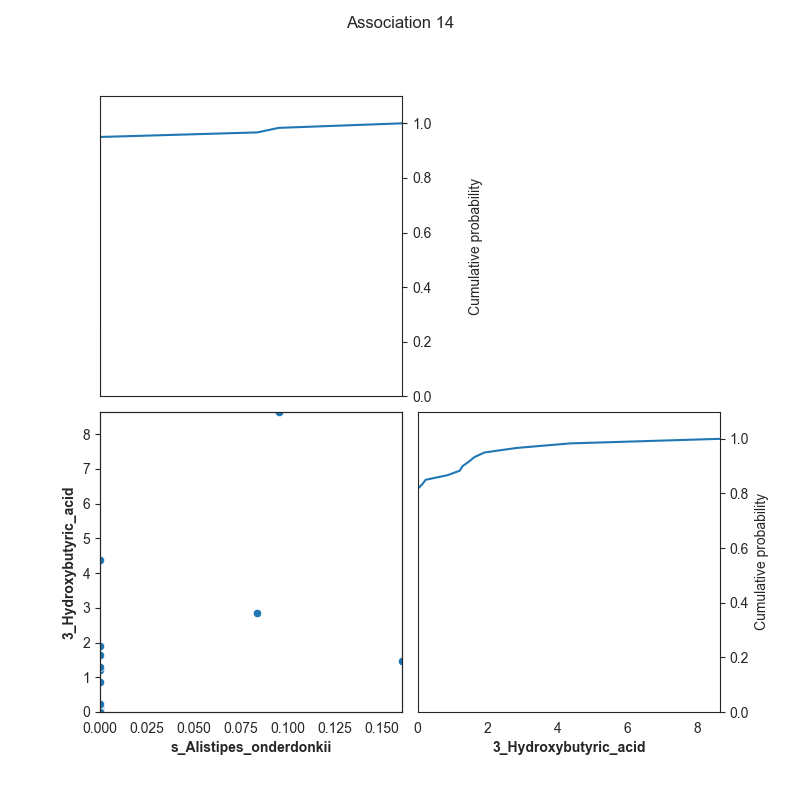 Association 14
1.0
0.8
0.6
0.4
0.2
0.0
Cumulative probability
8
7
6
5
4
3
2
1
0
3_Hydroxybutyric_acid
0.000 0.025 0.050 0.075 0.100 0.125 0.150
s_Alistipes_onderdonkii
1.0
0.8
0.6
0.4
0.2
0.0
Cumulative probability
0 2 4 6 8
3_Hydroxybutyric_acid